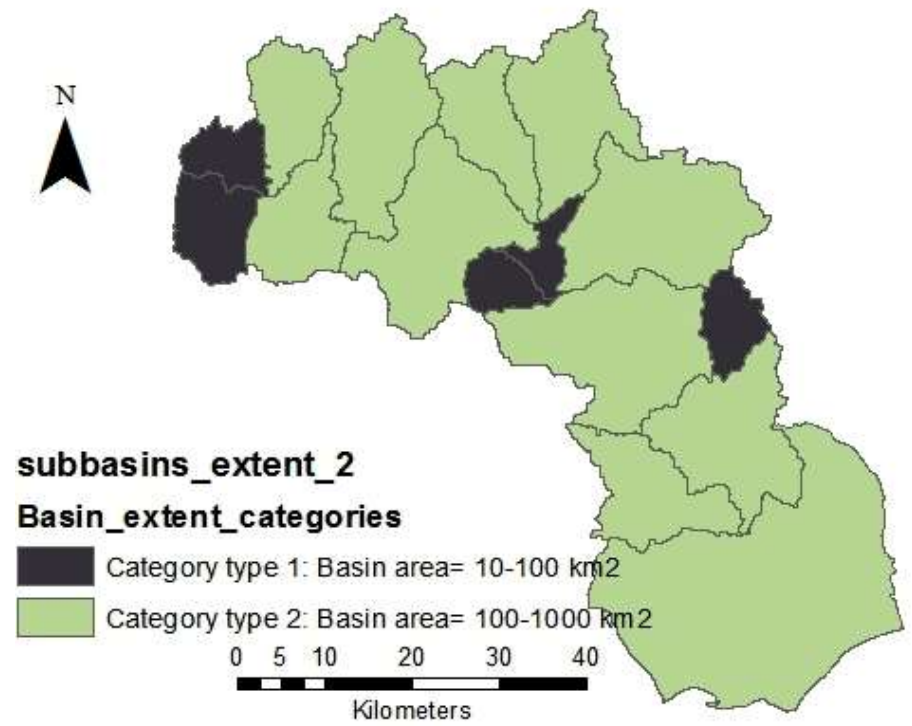 N
subbasins_extent_2
Basin_extent_categories
Category type 1: Basin area= 10-100 km2
Category type 2: Basin area= 100-1000 km2
0 5 10 20 30 40
Kilometers